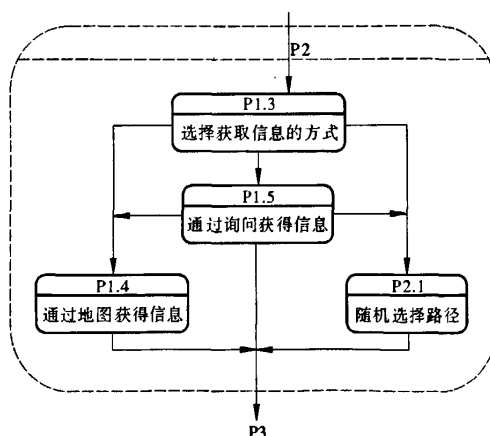 P2
P1.3
选择获取信息的方式
P1.5
通过询问获得信息
P1.4
通过地图获得信息
P2.1
随机选择路径
P3